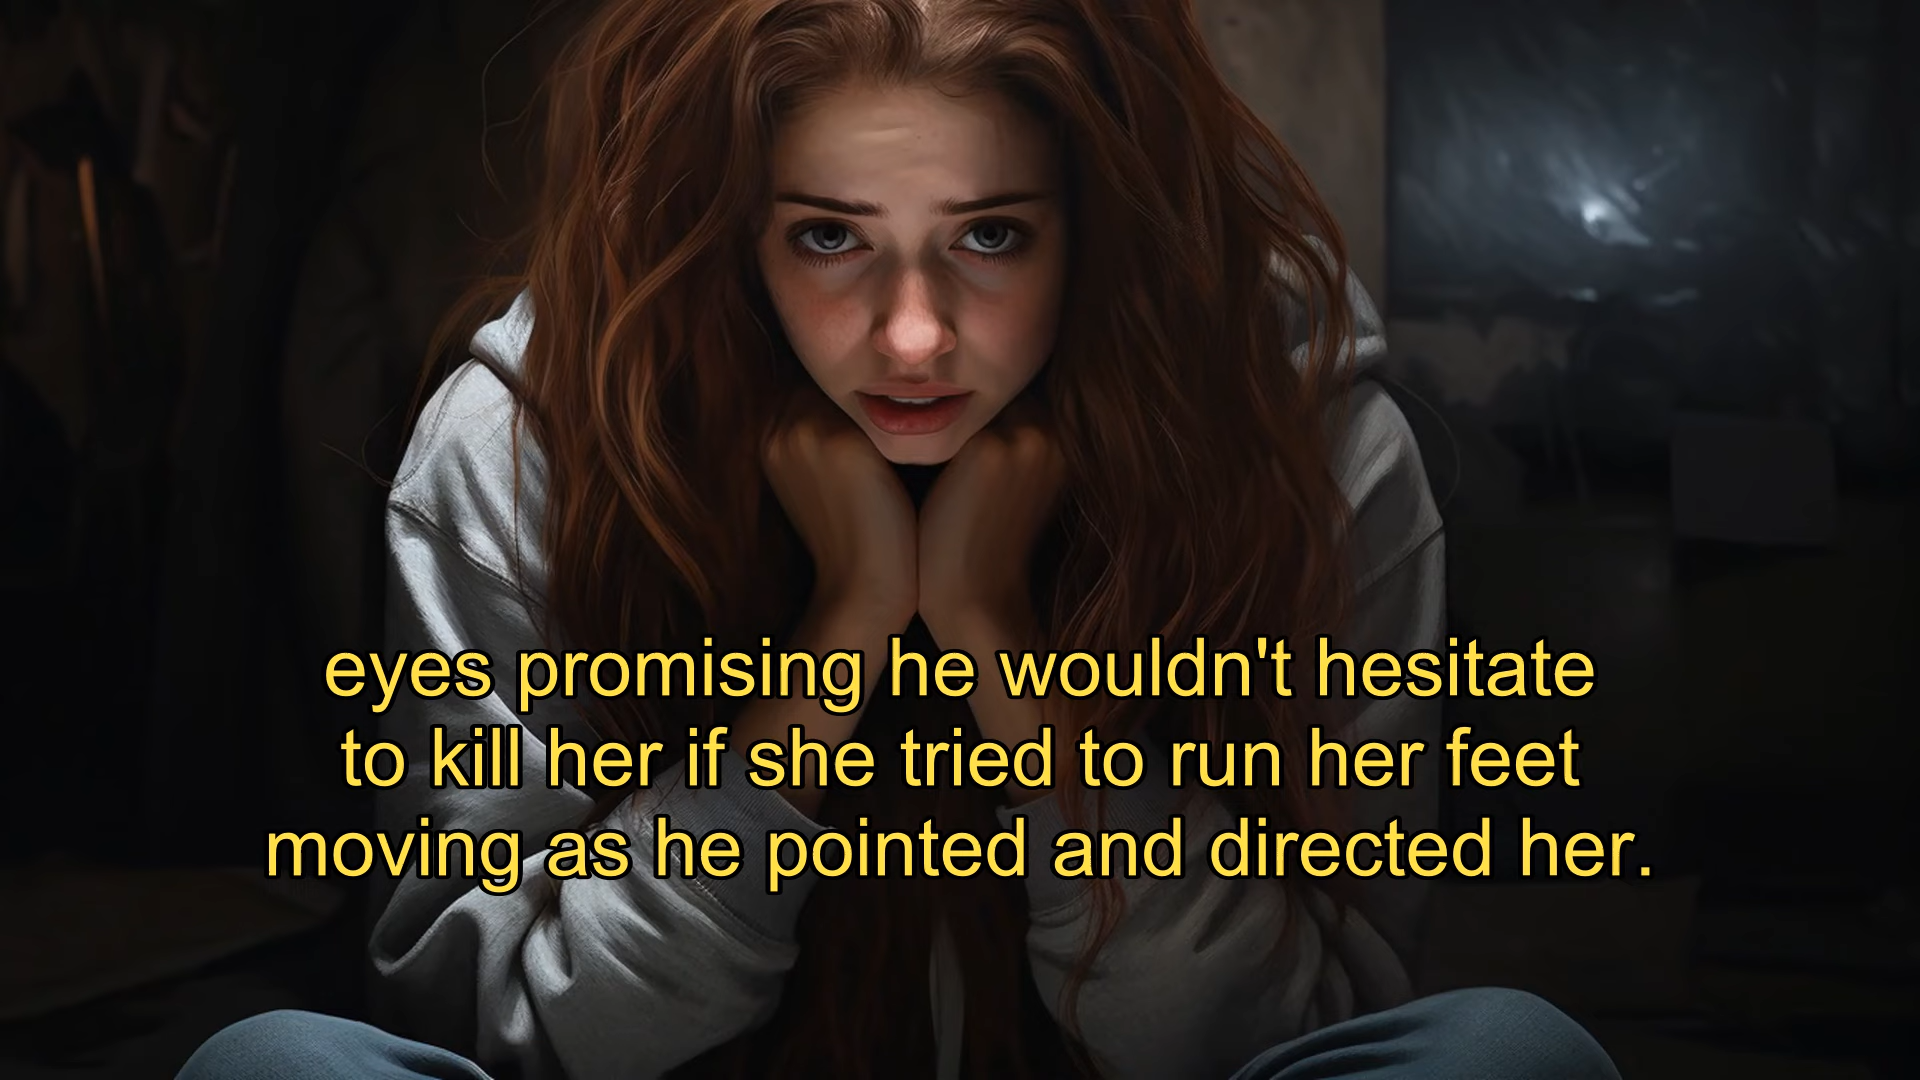 eyes promising he wouldn't hesitate
to kill her if she tried to run her feet
moving as he pointed and directed her.